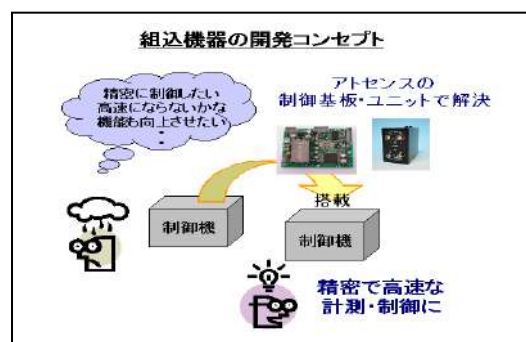 組込機器の開発コンセプト
精密に制御したい
高速にならないかな
機能も向上させたい
・
・
アトセンスの
制御基板・ユニットで解決
搭載
制御機
制御機
精密で高速な
計測・制御に